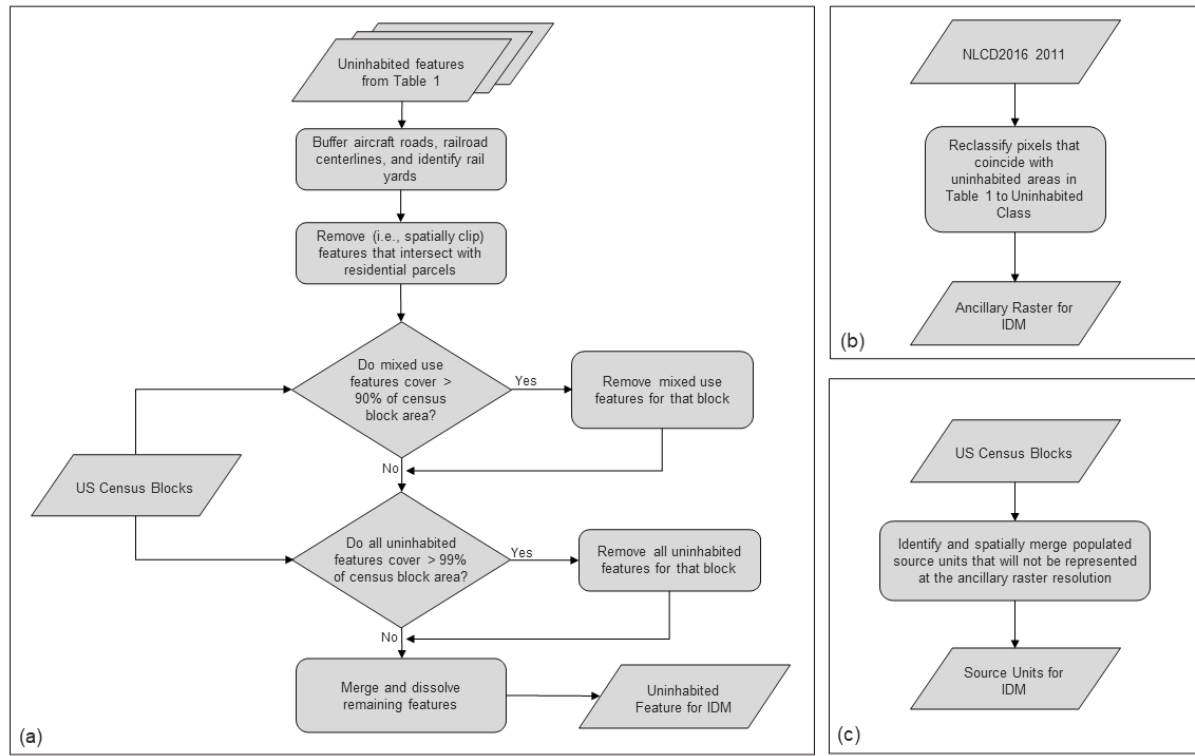 Uninhabited features
from Table 1
Buffer aircraft roads, railroad
centerlines, and identify rail
yards
Remove (i.e., spatially clip)
features that intersect with
residential parcels
Do mixed use
features cover >
90% of census
block area?
Yes
Remove mixed use
features for that block
No
US Census Blocks
Do all uninhabited
features cover > 99%
of census block area?
Yes
Remove all uninhabited
features for that block
No
Merge and dissolve
remaining features
Uninhabited
Feature for IDM
(a)
NLCD2016 2011
Reclassify pixels that
coincide with
uninhabited areas in
Table 1 to Uninhabited
Class
Ancillary Raster for
IDM
(b)
US Census Blocks
Identify and spatially merge populated
source units that will not be represented
at the ancillary raster resolution
Source Units for
IDM
(c)